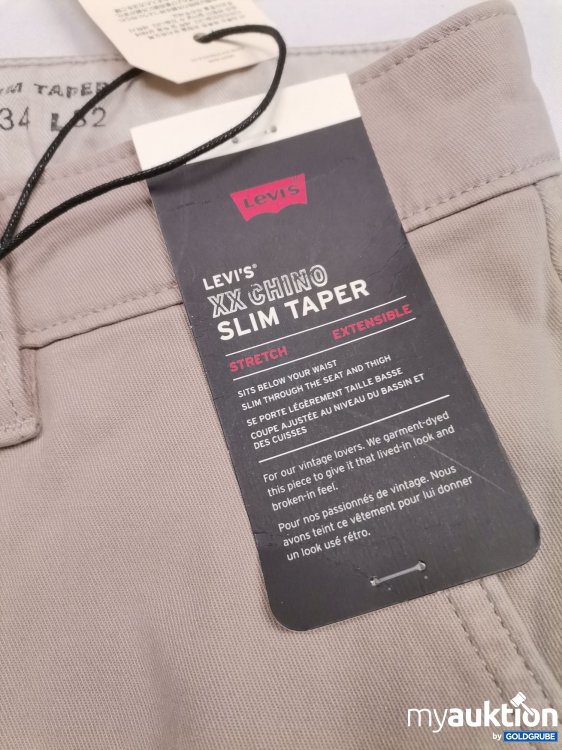 IM TAPER
34 L32
Levi's
LEVI'S®
XX CHINO
SLIM TAPER
STRETCH EXTENSIBLE
SITS BELOW YOUR WAIST
SLIM THROUGH THE SEAT AND THIGH
SE PORTE LÉGÈREMENT TAILLE BASSE
COUPE AJUSTÉE AU NIVEAU DU BASSIN ET
DES CUISSES
For our vintage lovers. We garment-dyed
this piece to give it that lived-in look and
broken-in feel.
Pour nos passionnés de vintage. Nous
avons teint ce vêtement pour lui donner
un look usé rétro.
myauktion
by GOLDGRUBE